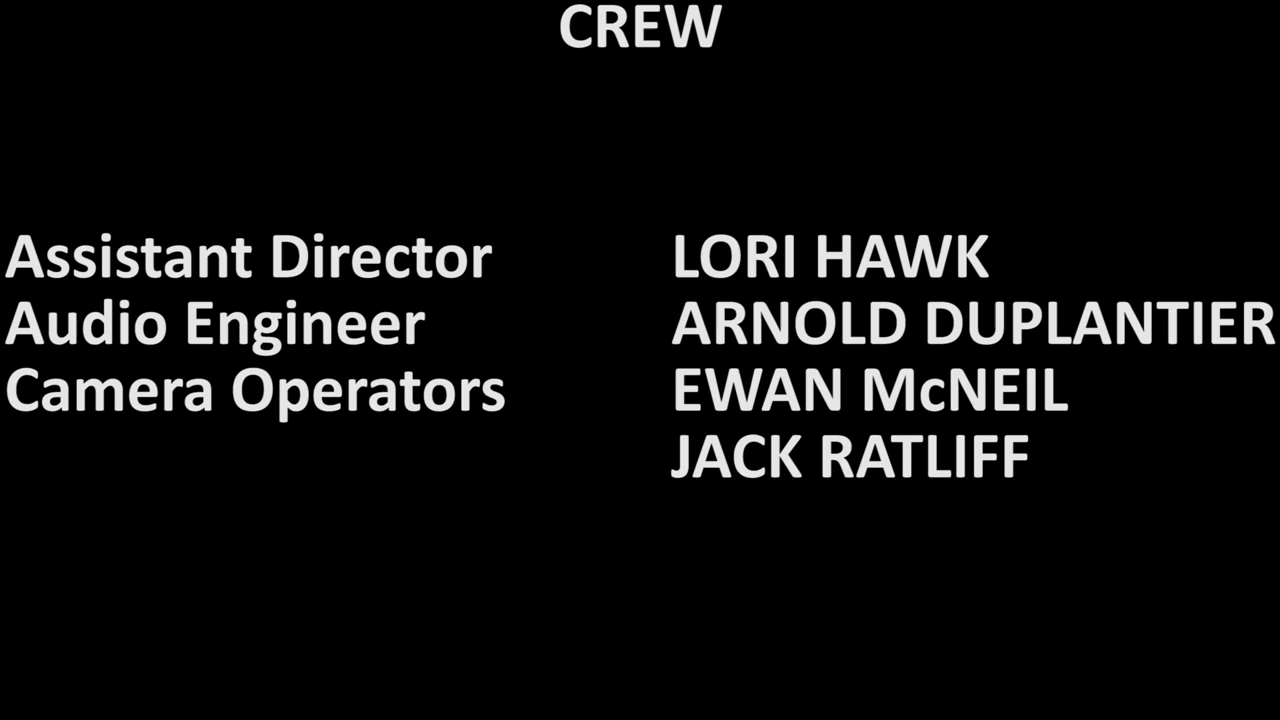 CREW
Assistant Director LORI HAWK
Audio Engineer ARNOLD DUPLANTIER
Camera Operators EWAN McNEIL
JACK RATLIFF